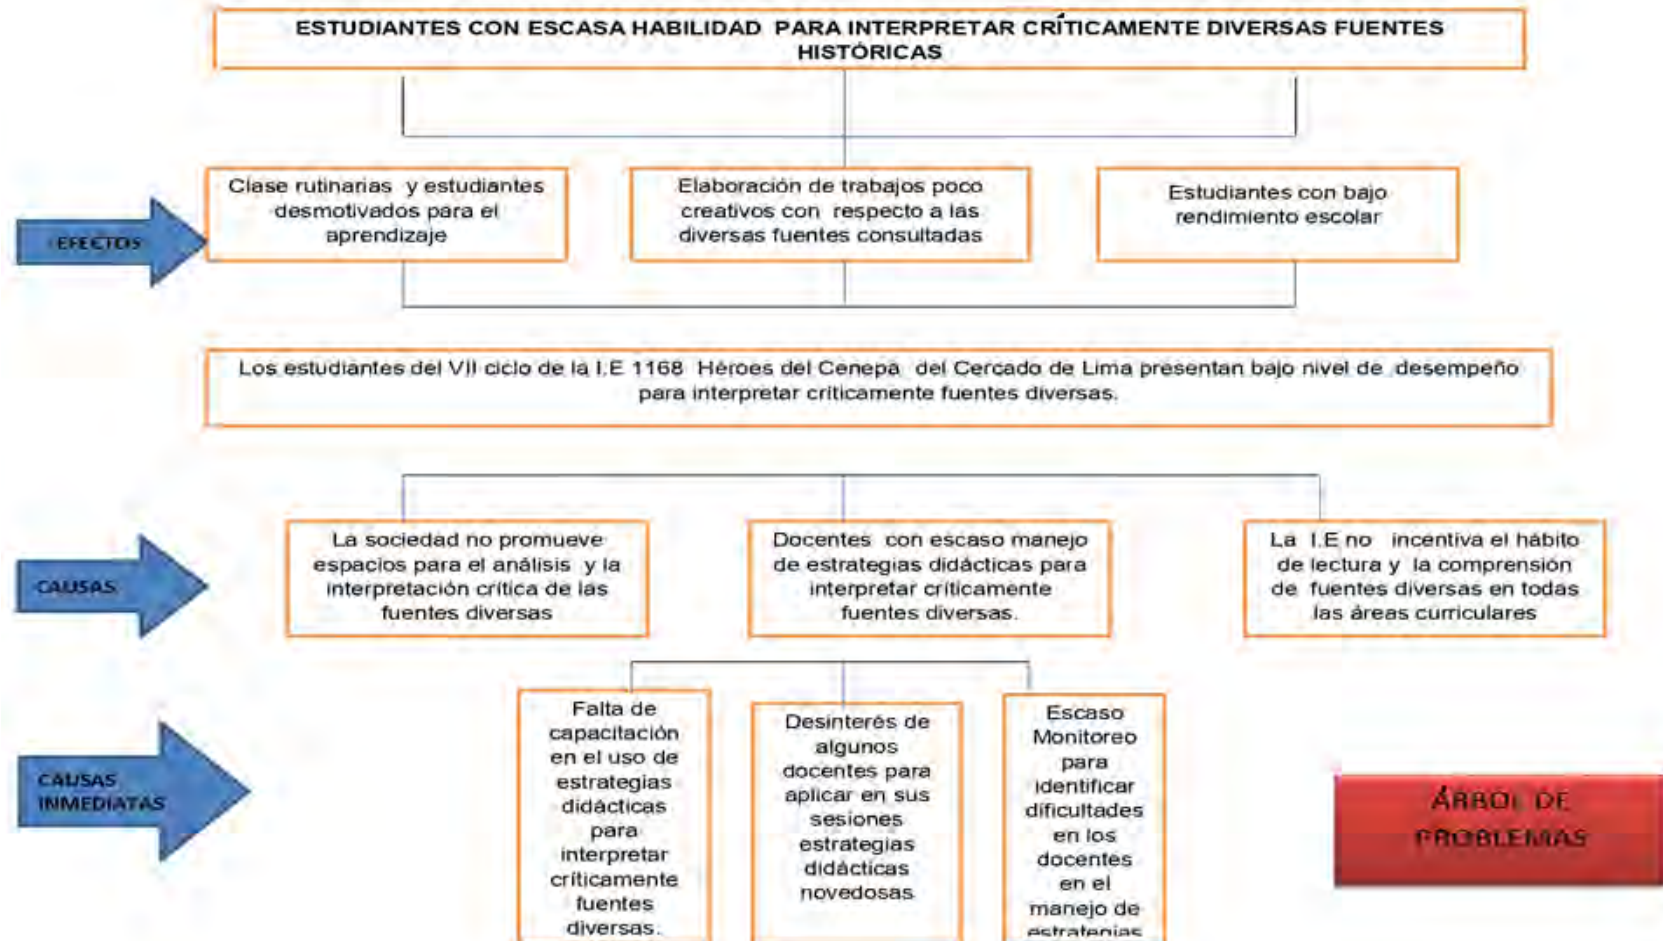 ESTUDIANTES CON ESCASA HABILIDAD PARA INTERPRETAR CRÍTICAMENTE DIVERSAS FUENTES
HISTÓRICAS
Clase rutinarias y estudiantes
desmotivados para el
aprendizaje
Elaboración de trabajos poco
creativos con respecto a las
diversas fuentes consultadas
Estudiantes con bajo
rendimiento escolar
EFECTOS
Los estudiantes del VII ciclo de la I.E 1168 Héroes del Cenepa del Cercado de Lima presentan bajo nivel de desempeño
para interpretar críticamente fuentes diversas.
CAUSAS
La sociedad no promueve
espacios para el análisis y la
interpretación crítica de las
fuentes diversas
Docentes con escaso manejo
de estrategias didácticas para
interpretar críticamente
fuentes diversas.
La I.E no incentiva el hábito
de lectura y la comprensión
de fuentes diversas en todas
las áreas curriculares
CAUSAS
INMEDIATAS
Falta de
capacitación
en el uso de
estrategias
didácticas
para
interpretar
críticamente
fuentes
diversas.
Desinterés de
algunos
docentes para
aplicar en sus
sesiones
estrategias
didácticas
novedosas
Escaso
Monitoreo
para
identificar
dificultades
en los
docentes
en el
manejo de
estrategias
ÁRBOL DE
PROBLEMAS